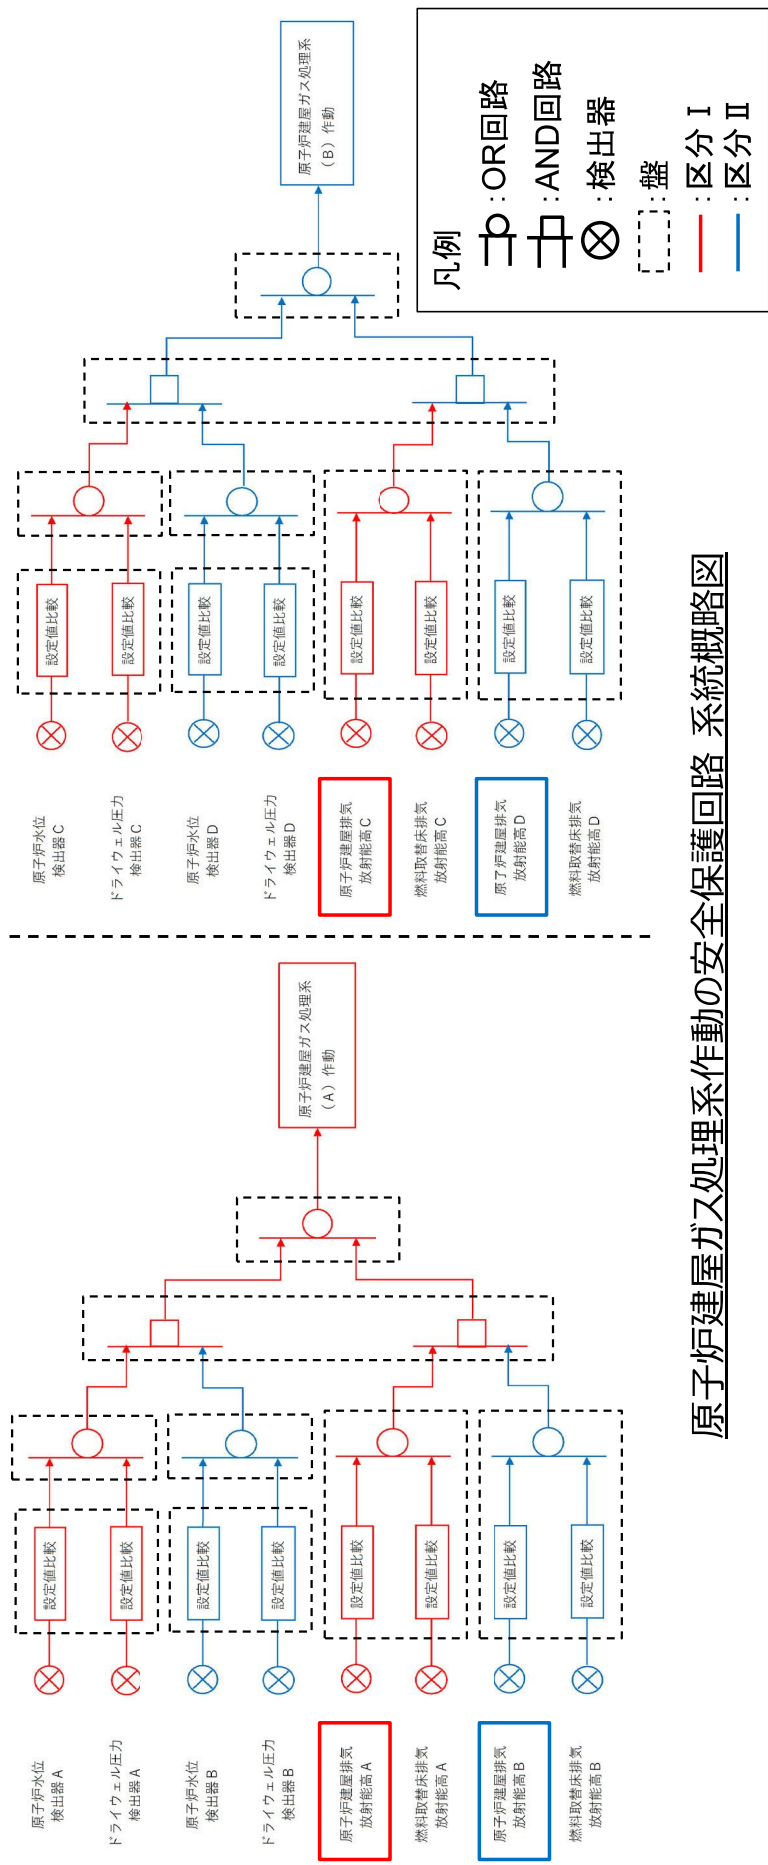 原子炉水位
検出器A
設定値比較
ドライウェル圧力
検出器A
設定値比較
原子炉水位
検出器B
設定値比較
ドライウェル圧力
検出器B
設定値比較
原子炉建屋排気
放射能高A
設定値比較
燃料取替床排気
放射能高A
設定値比較
原子炉建屋排気
放射能高B
設定値比較
燃料取替床排気
放射能高B
設定値比較
原子炉建屋ガス処理系
（A）作動
原子炉水位
検出器C
設定値比較
ドライウェル圧力
検出器C
設定値比較
原子炉水位
検出器D
設定値比較
ドライウェル圧力
検出器D
設定値比較
原子炉建屋排気
放射能高C
設定値比較
燃料取替床排気
放射能高C
設定値比較
原子炉建屋排気
放射能高D
設定値比較
燃料取替床排気
放射能高D
設定値比較
原子炉建屋ガス処理系
（B）作動
凡例
：OR回路
：AND回路
：検出器
：盤
：区分Ⅰ
：区分Ⅱ
原子炉建屋ガス処理系作動の安全保護回路 系統概略図